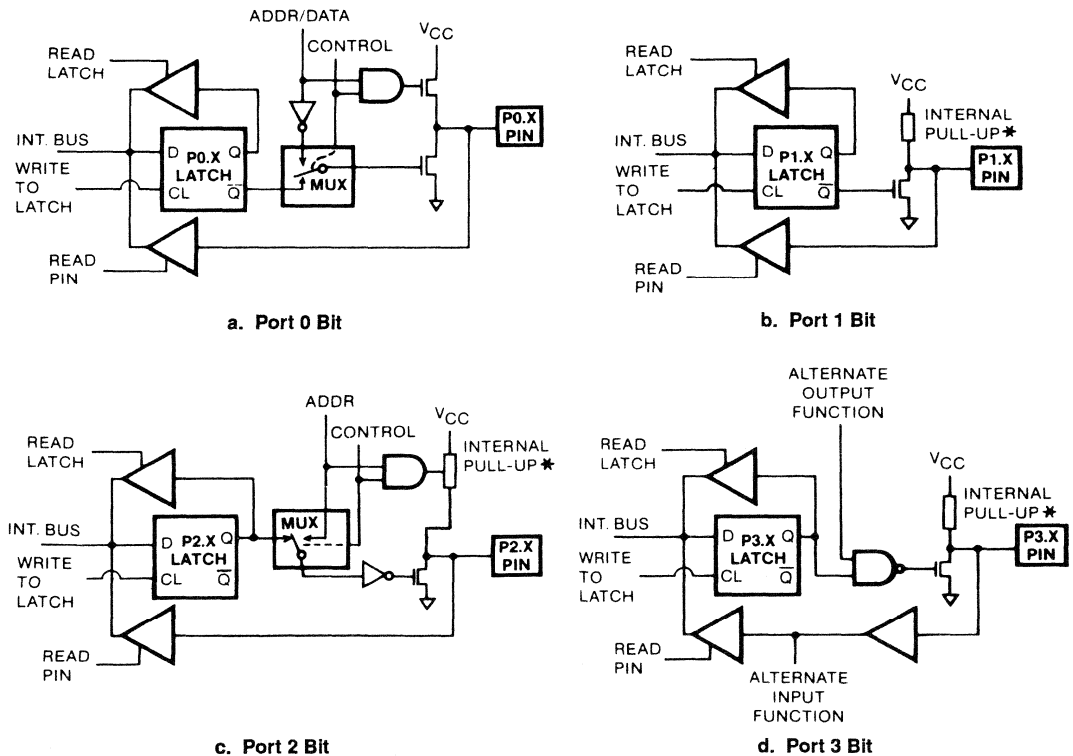 ADDR/DATA
CONTROL
VCC
READ
LATCH
P0.X
PIN
INT. BUS
D P0.X Q
LATCH
WRITE
TO
LATCH
CL Q̅
MUX
READ
PIN
a. Port 0 Bit
READ
LATCH
VCC
INTERNAL
PULL-UP *
INT. BUS
D P1.X Q
LATCH
P1.X
PIN
WRITE
TO
LATCH
CL Q̅
READ
PIN
b. Port 1 Bit
ADDR
CONTROL
VCC
INTERNAL
PULL-UP *
READ
LATCH
MUX
INT. BUS
D P2.X Q
LATCH
P2.X
PIN
WRITE
TO
LATCH
CL Q̅
READ
PIN
c. Port 2 Bit
ALTERNATE
OUTPUT
FUNCTION
READ
LATCH
VCC
INTERNAL
PULL-UP *
INT. BUS
D P3.X Q
LATCH
P3.X
PIN
WRITE
TO
LATCH
CL Q̅
READ
PIN
ALTERNATE
INPUT
FUNCTION
d. Port 3 Bit